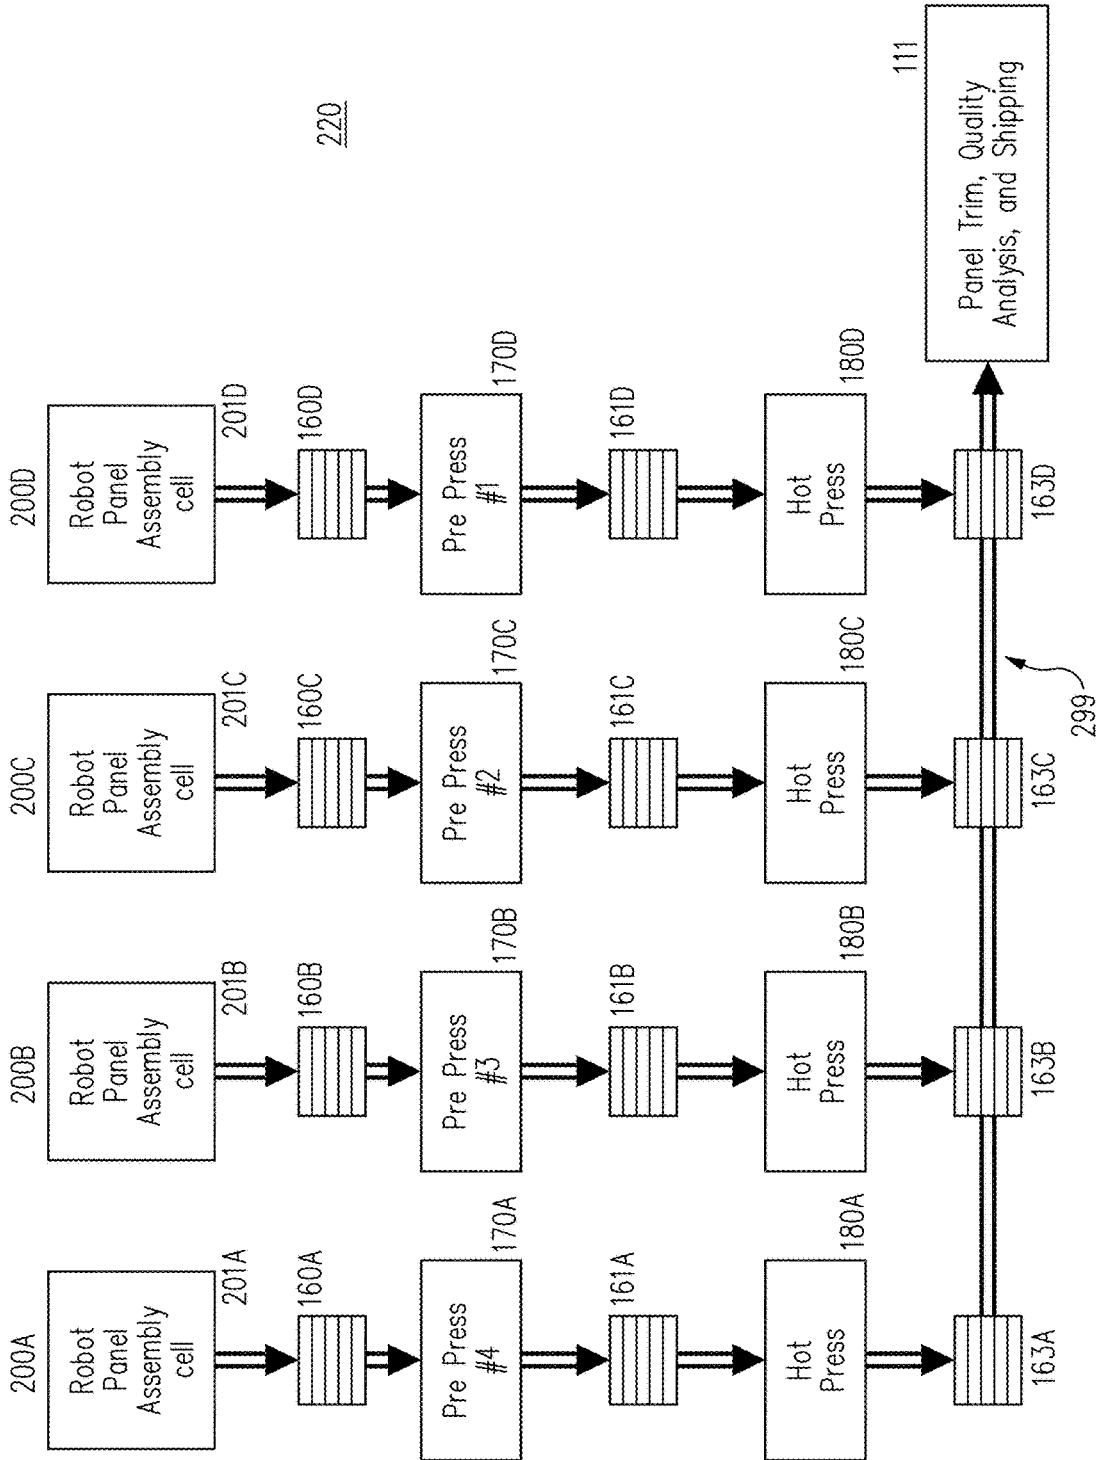 200A
Robot
Panel
Assembly
cell
201A
160A
Pre Press
#4
170A
161A
Hot
Press
180A
163A
200B
Robot
Panel
Assembly
cell
201B
160B
Pre Press
#3
170B
161B
Hot
Press
180B
163B
200C
Robot
Panel
Assembly
cell
201C
160C
Pre Press
#2
170C
161C
Hot
Press
180C
163C
299
200D
Robot
Panel
Assembly
cell
201D
160D
Pre Press
#1
170D
161D
Hot
Press
180D
163D
220
111
Panel Trim, Quality
Analysis, and Shipping